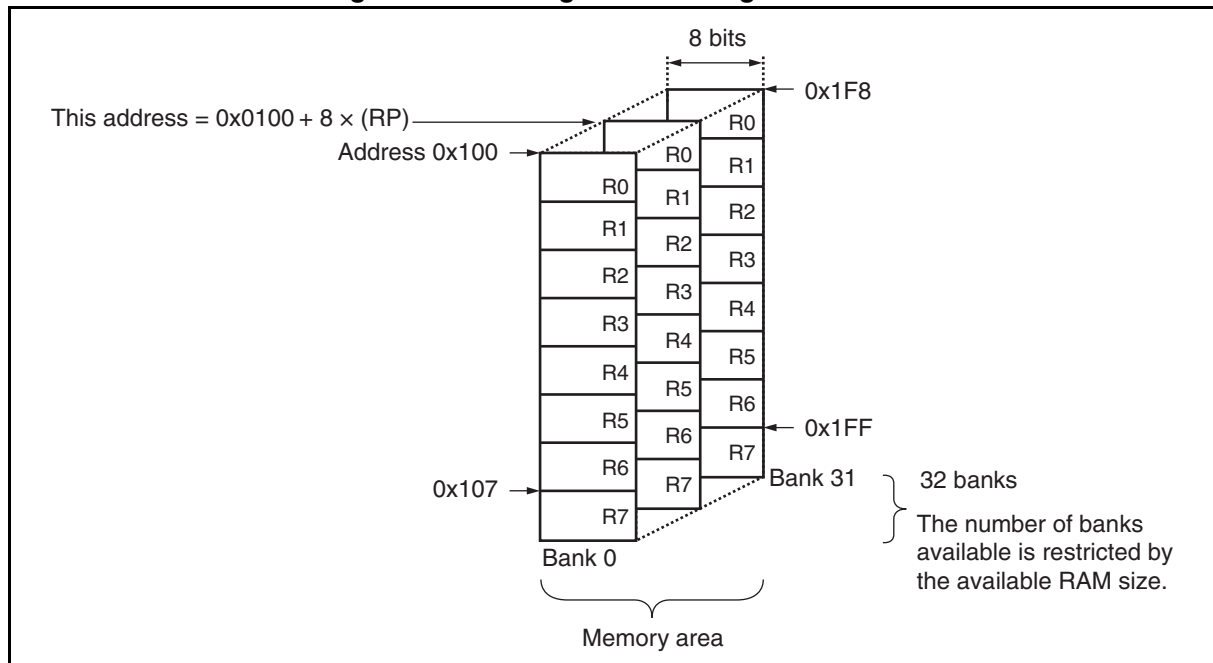 8 bits
0x1F8
This address = 0x0100 + 8 × (RP)
Address 0x100
R0
R1
R2
R3
R4
R5
R6
R7
R0
R1
R2
R3
R4
R5
R6
R7
R0
R1
R2
R3
R4
R5
R6
R7
0x1FF
0x107
Bank 31
Bank 0
32 banks
The number of banks
available is restricted by
the available RAM size.
Memory area